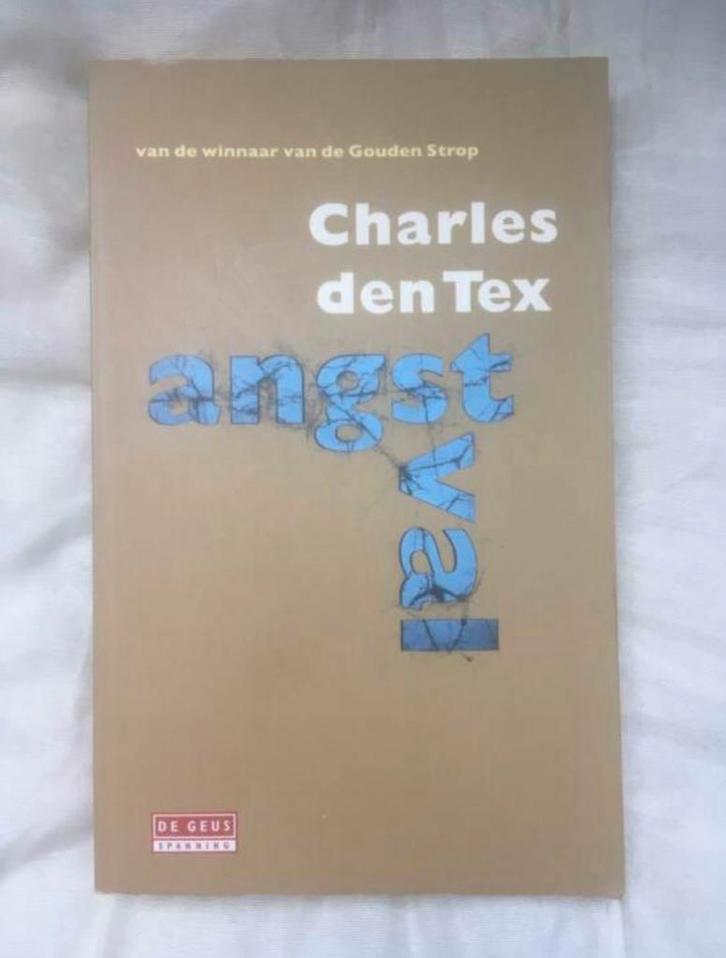 van de winnaar van de Gouden Strop
Charles
den Tex
angst
val
DE GEUS
SPANNING